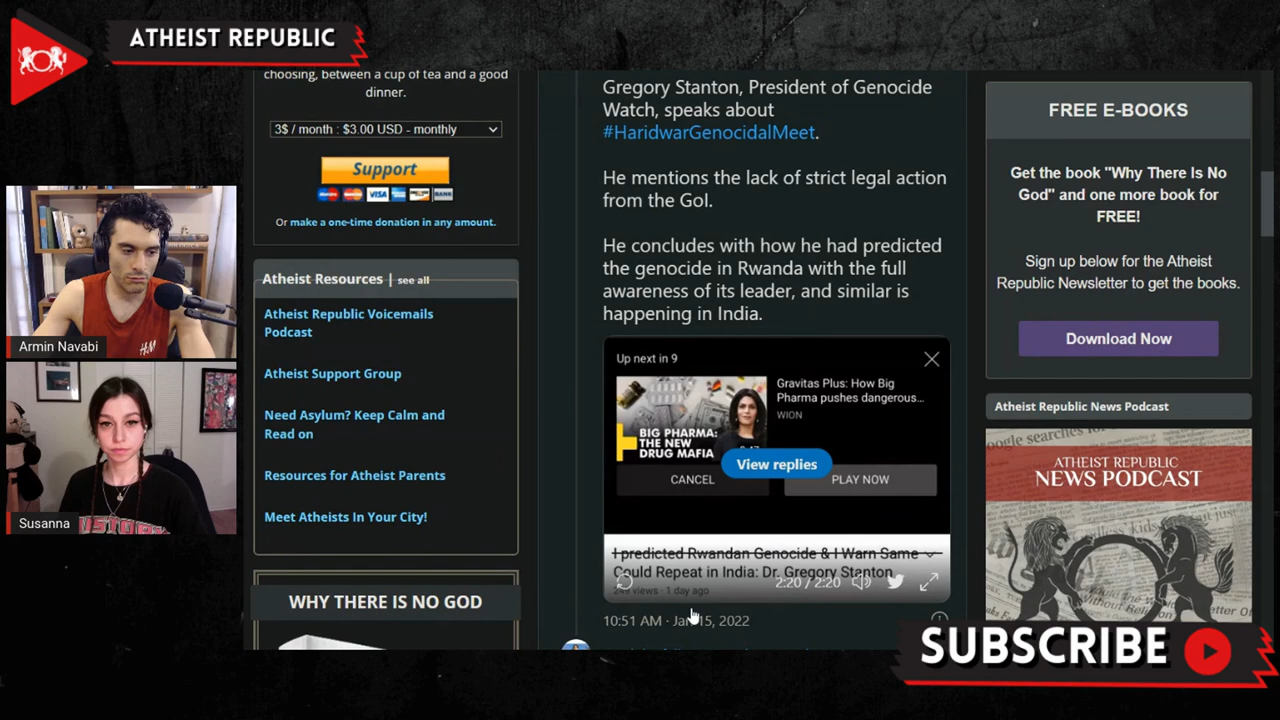 ATHEIST REPUBLIC
choosing, between a cup of tea and a good
dinner.
3$ / month : $3.00 USD - monthly
Support
VISA
BANK
Or make a one-time donation in any amount.
Atheist Resources | see all
Atheist Republic Voicemails
Podcast
Atheist Support Group
Need Asylum? Keep Calm and
Read on
Resources for Atheist Parents
Meet Atheists In Your City!
WHY THERE IS NO GOD
Armin Navabi
H&M
Susanna
Gregory Stanton, President of Genocide
Watch, speaks about
#HaridwarGenocidalMeet.
He mentions the lack of strict legal action
from the GoI.
He concludes with how he had predicted
the genocide in Rwanda with the full
awareness of its leader, and similar is
happening in India.
Up next in 9
BIG PHARMA:
THE NEW
DRUG MAFIA
Gravitas Plus: How Big
Pharma pushes dangerous...
WION
View replies
CANCEL
PLAY NOW
I predicted Rwandan Genocide & I Warn Same
Could Repeat in India: Dr. Gregory Stanton
views · 1 day ago
2:20 / 2:20
10:51 AM · Jan 15, 2022
FREE E-BOOKS
Get the book "Why There Is No
God" and one more book for
FREE!
Sign up below for the Atheist
Republic Newsletter to get the books.
Download Now
Atheist Republic News Podcast
ATHEIST REPUBLIC
NEWS PODCAST
SUBSCRIBE